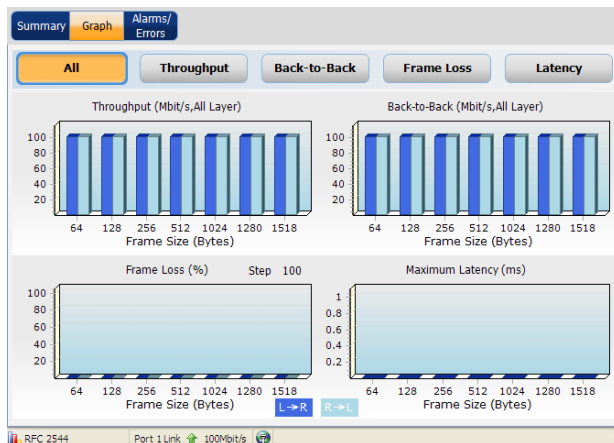 Summary Graph Alarms/
Errors
All Throughput Back-to-Back Frame Loss Latency
Throughput (Mbit/s,All Layer)
100
80
60
40
20
64 128 256 512 1024 1280 1518
Frame Size (Bytes)
Back-to-Back (Mbit/s,All Layer)
100
80
60
40
20
64 128 256 512 1024 1280 1518
Frame Size (Bytes)
Frame Loss (%) Step 100
100
80
60
40
20
64 128 256 512 1024 1280 1518
Frame Size (Bytes)
Maximum Latency (ms)
1
0.8
0.6
0.4
0.2
64 128 256 512 1024 1280 1518
Frame Size (Bytes)
L→R R→L
RFC 2544 Port 1 Link 100Mbit/s